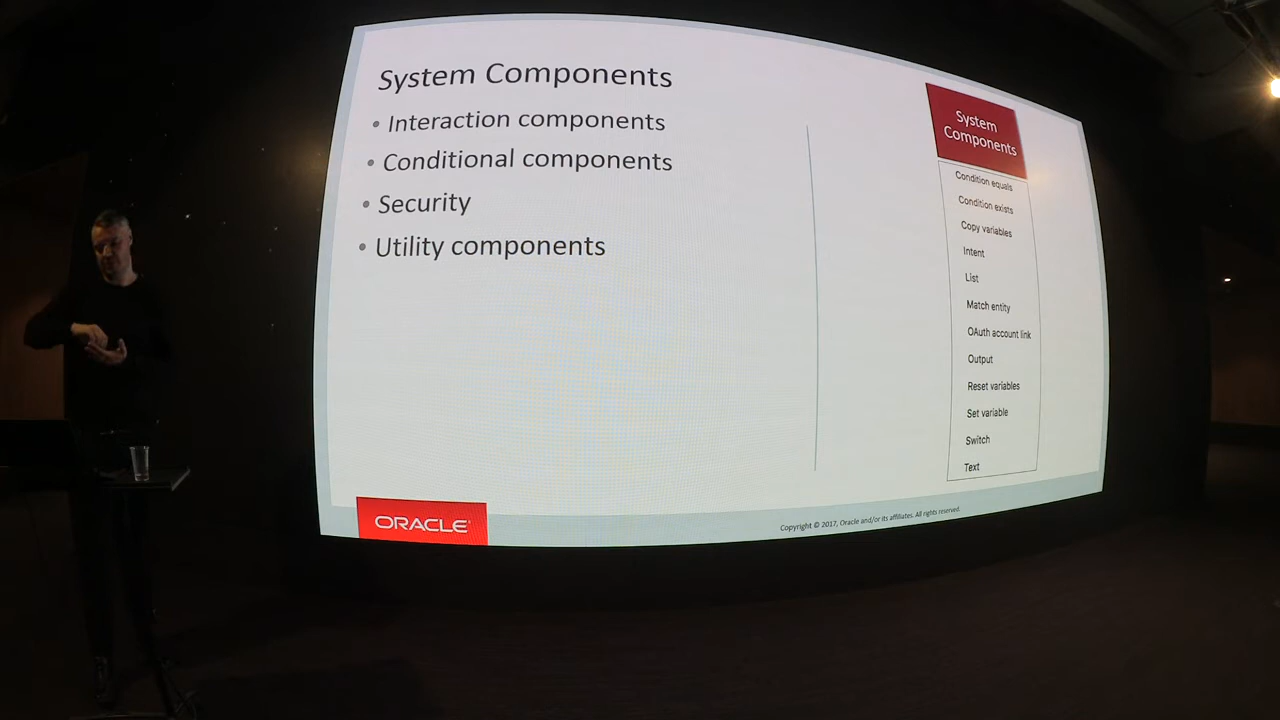 System Components
• Interaction components
• Conditional components
• Security
• Utility components
System
Components
Condition equals
Condition exists
Copy variables
Intent
List
Match entity
OAuth account link
Output
Reset variables
Set variable
Switch
Text
ORACLE
Copyright © 2017, Oracle and/or its affiliates. All rights reserved.